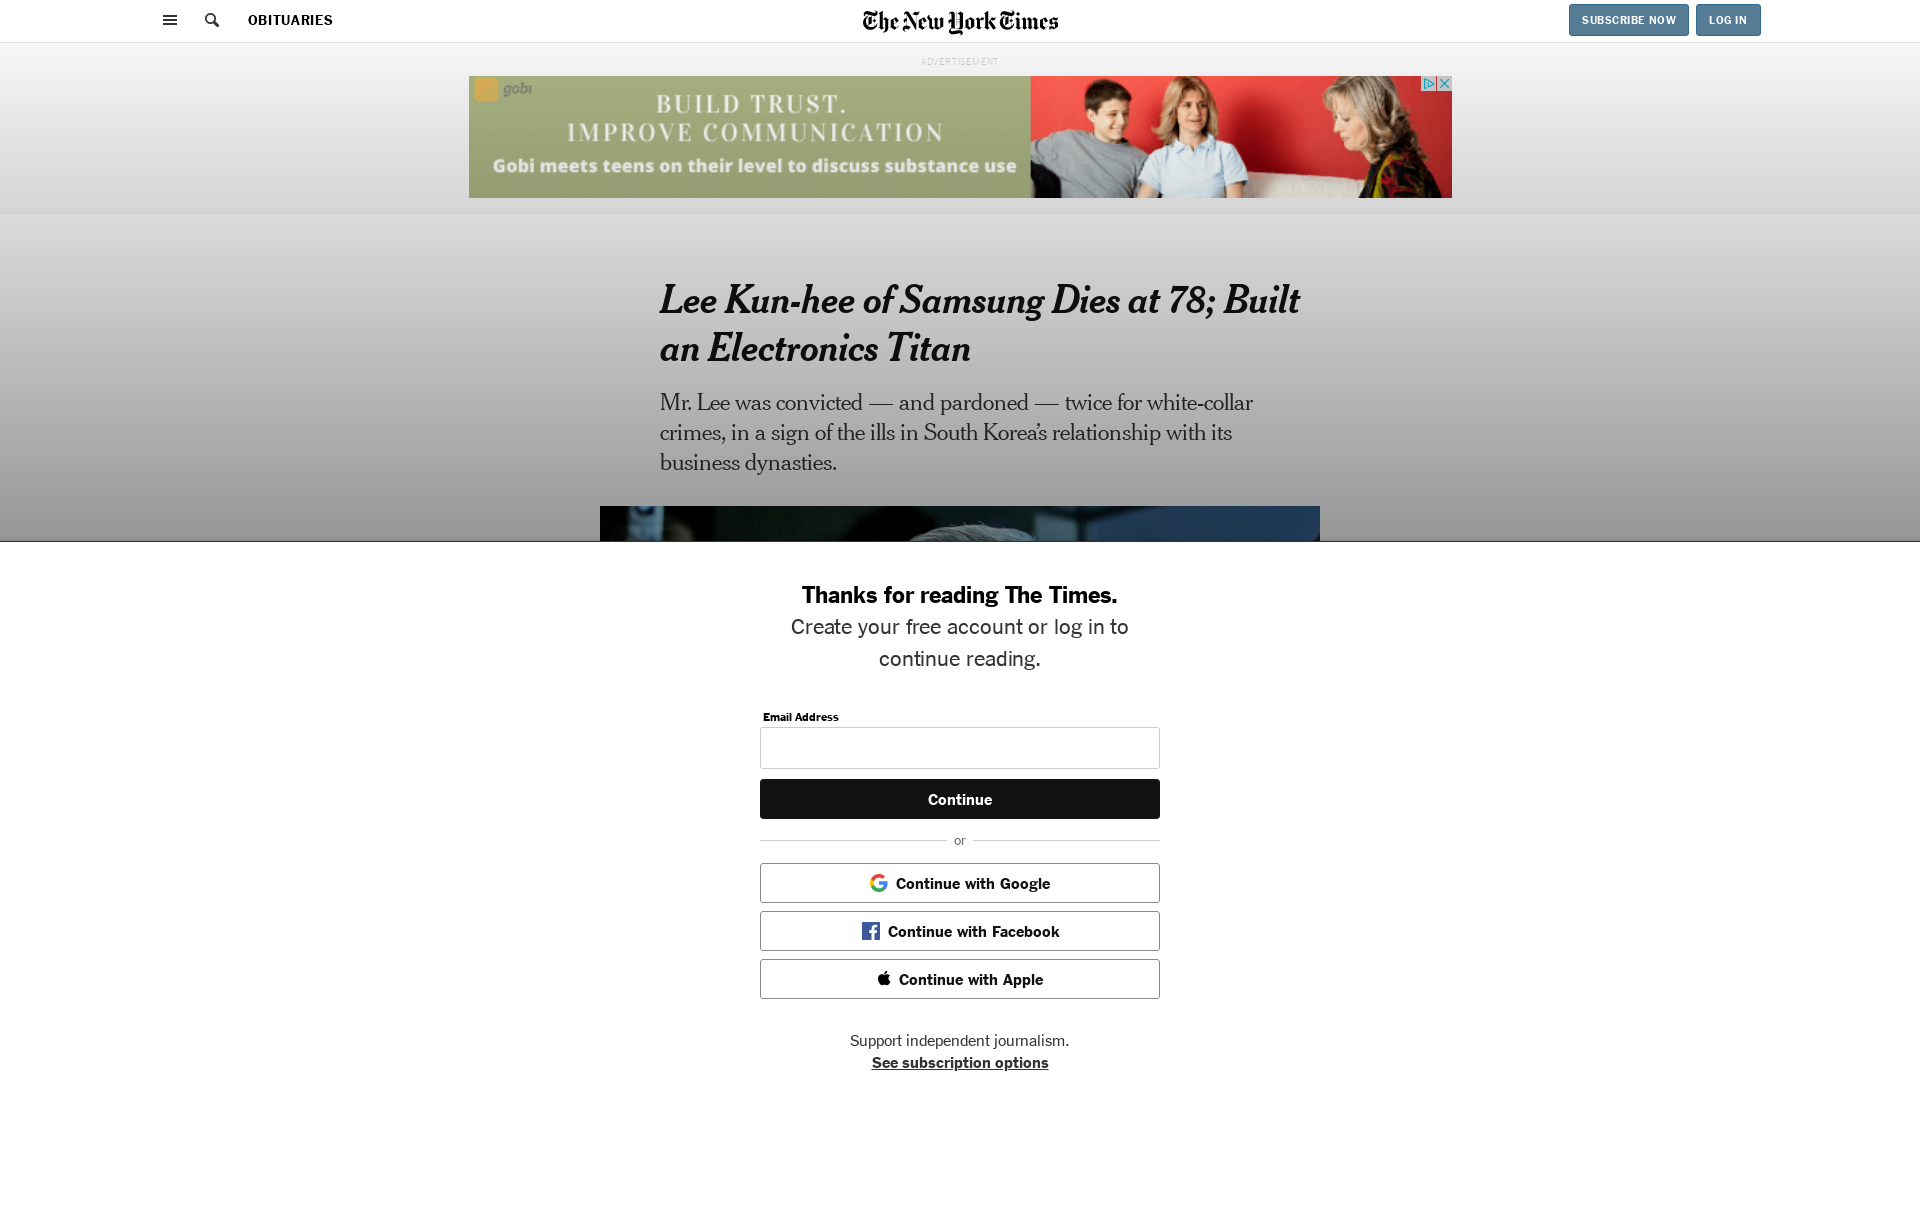 OBITUARIES
The New York Times
SUBSCRIBE NOW
LOG IN
ADVERTISEMENT
gobi
BUILD TRUST.
IMPROVE COMMUNICATION
Gobi meets teens on their level to discuss substance use
Lee Kun-hee of Samsung Dies at 78; Built
an Electronics Titan
Mr. Lee was convicted — and pardoned — twice for white-collar
crimes, in a sign of the ills in South Korea’s relationship with its
business dynasties.
Thanks for reading The Times.
Create your free account or log in to
continue reading.
Email Address
Continue
or
Continue with Google
Continue with Facebook
Continue with Apple
Support independent journalism.
See subscription options